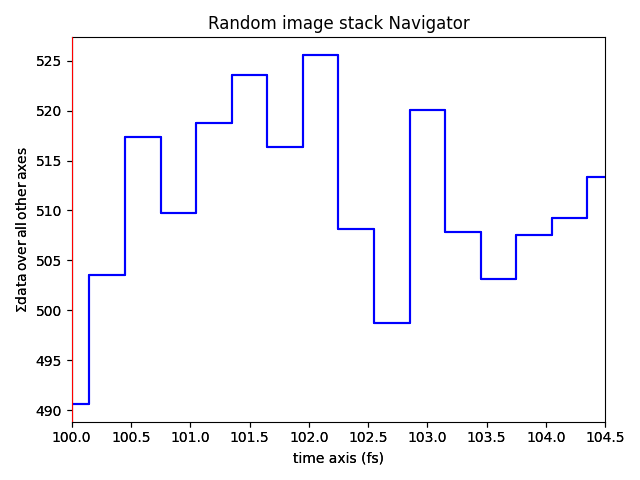 Random image stack Navigator
525
520
515
510
505
500
495
490
Σdata over all other axes
100.0 100.5 101.0 101.5 102.0 102.5 103.0 103.5 104.0 104.5
time axis (fs)